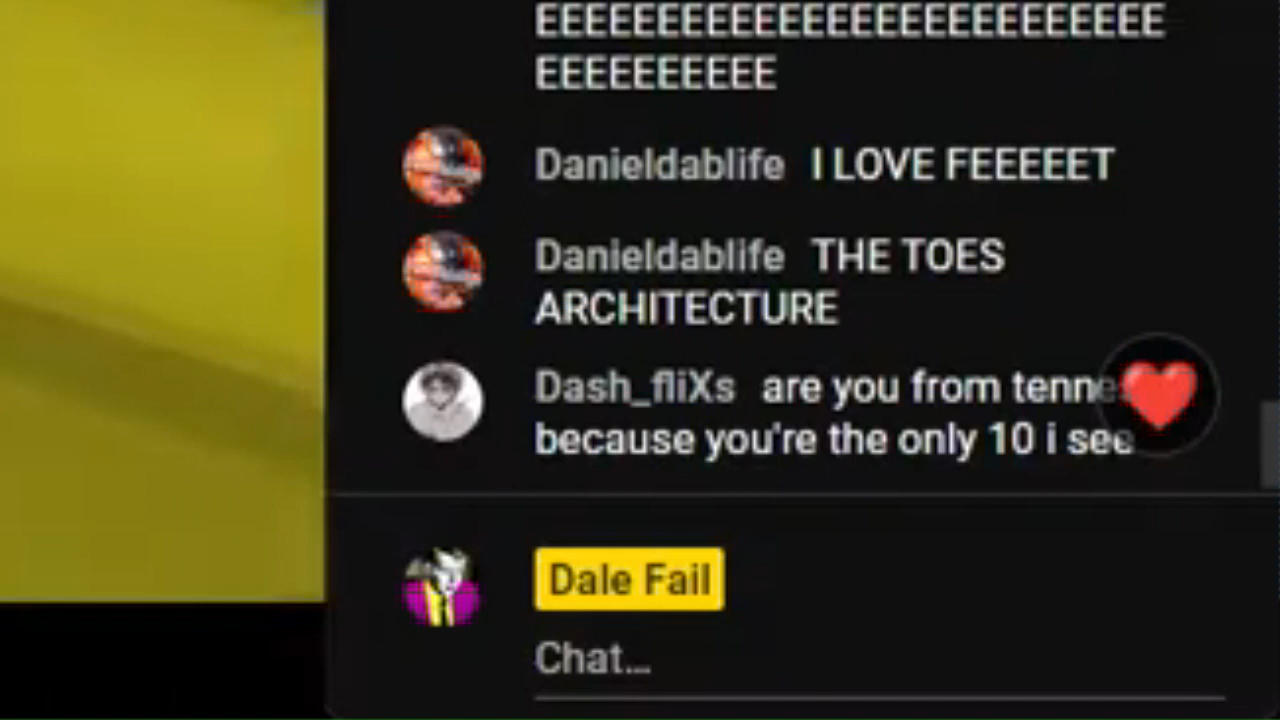 EEEEEEEEEEEEEEEEEEEEEEEEEE
EEEEEEEEEE
Danieldablife I LOVE FEEEEET
Danieldablife THE TOES
ARCHITECTURE
Dash_fliXs are you from
because you're the only 10 i see
Dale Fail
Chat...